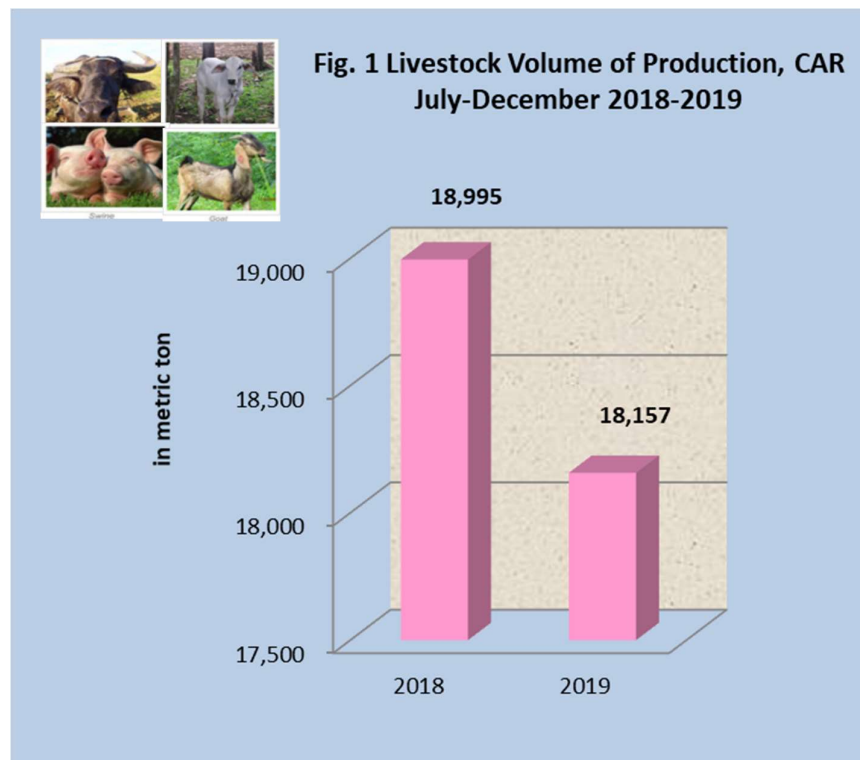 Fig. 1 Livestock Volume of Production, CAR
July-December 2018-2019
Swine
Goat
18,995
19,000
in metric ton
18,500
18,157
18,000
17,500
2018 2019